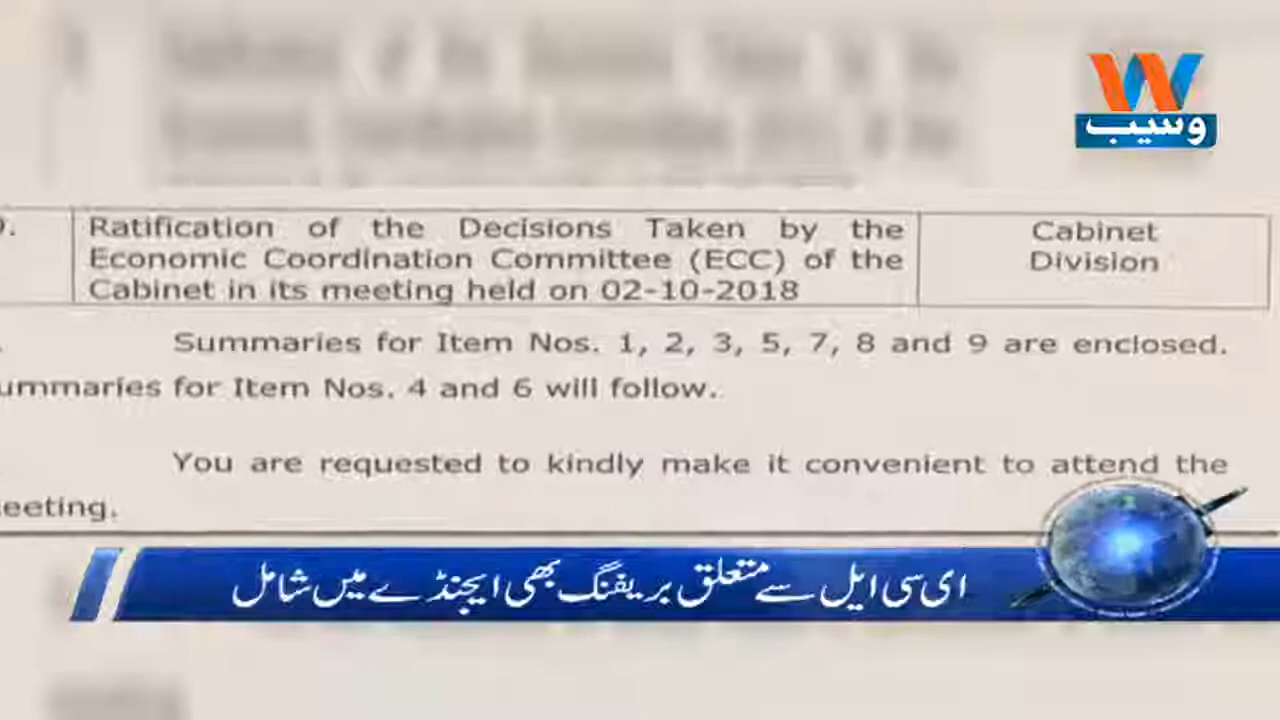 W
وسیب
9.
Ratification of the Decisions Taken by the
Economic Coordination Committee (ECC) of the
Cabinet in its meeting held on 02-10-2018
Cabinet
Division
Summaries for Item Nos. 1, 2, 3, 5, 7, 8 and 9 are enclosed.
ummaries for Item Nos. 4 and 6 will follow.
You are requested to kindly make it convenient to attend the
eeting.
ای سی ایل سے متعلق بریفنگ بھی ایجنڈے میں شامل